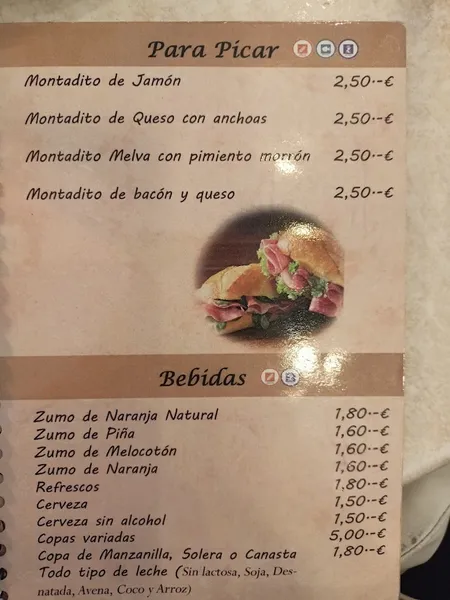 Para Picar
Montadito de Jamón 2,50.-€
Montadito de Queso con anchoas 2,50.-€
Montadito Melva con pimiento morrón 2,50.-€
Montadito de bacón y queso 2,50.-€
Bebidas
Zumo de Naranja Natural 1,80.-€
Zumo de Piña 1,60.-€
Zumo de Melocotón 1,60.-€
Zumo de Naranja 1,60.-€
Refrescos 1,80.-€
Cerveza 1,50.-€
Cerveza sin alcohol 1,50.-€
Copas variadas 5,00.-€
Copa de Manzanilla, Solera o Canasta 1,80.-€
Todo tipo de leche (Sin lactosa, Soja, Des-
natada, Avena, Coco y Arroz)